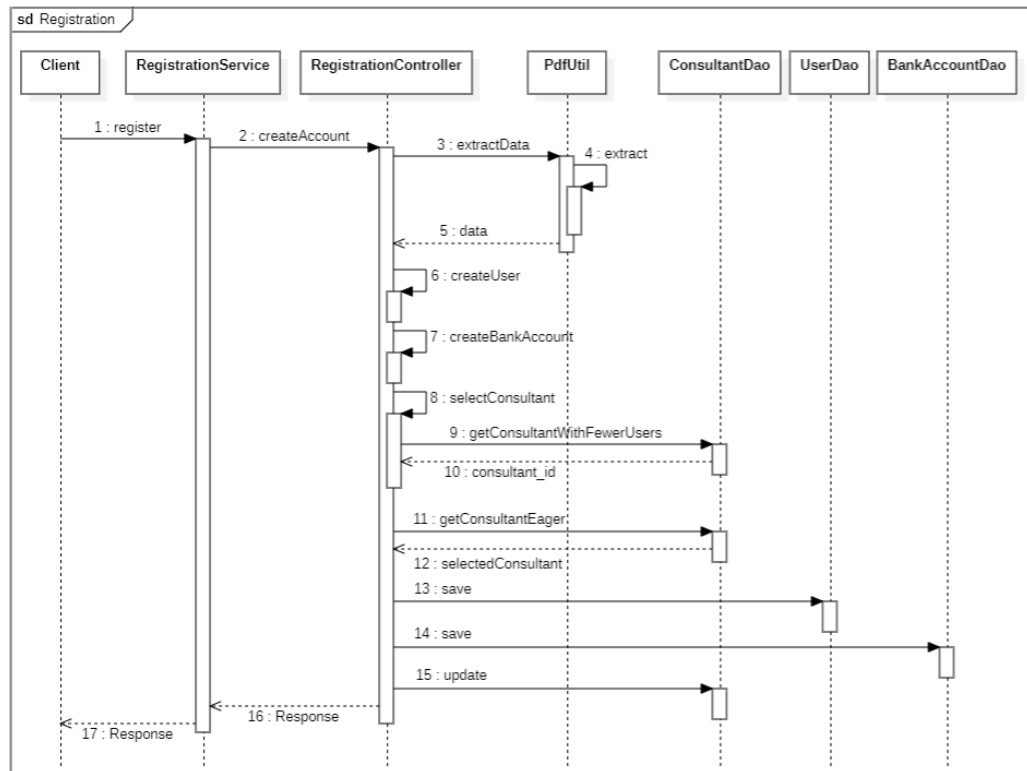 sd Registration
Client
RegistrationService
RegistrationController
PdfUtil
ConsultantDao
UserDao
BankAccountDao
1 : register
2 : createAccount
3 : extractData
4 : extract
5 : data
6 : createUser
7 : createBankAccount
8 : selectConsultant
9 : getConsultantWithFewerUsers
10 : consultant_id
11 : getConsultantEager
12 : selectedConsultant
13 : save
14 : save
15 : update
16 : Response
17 : Response